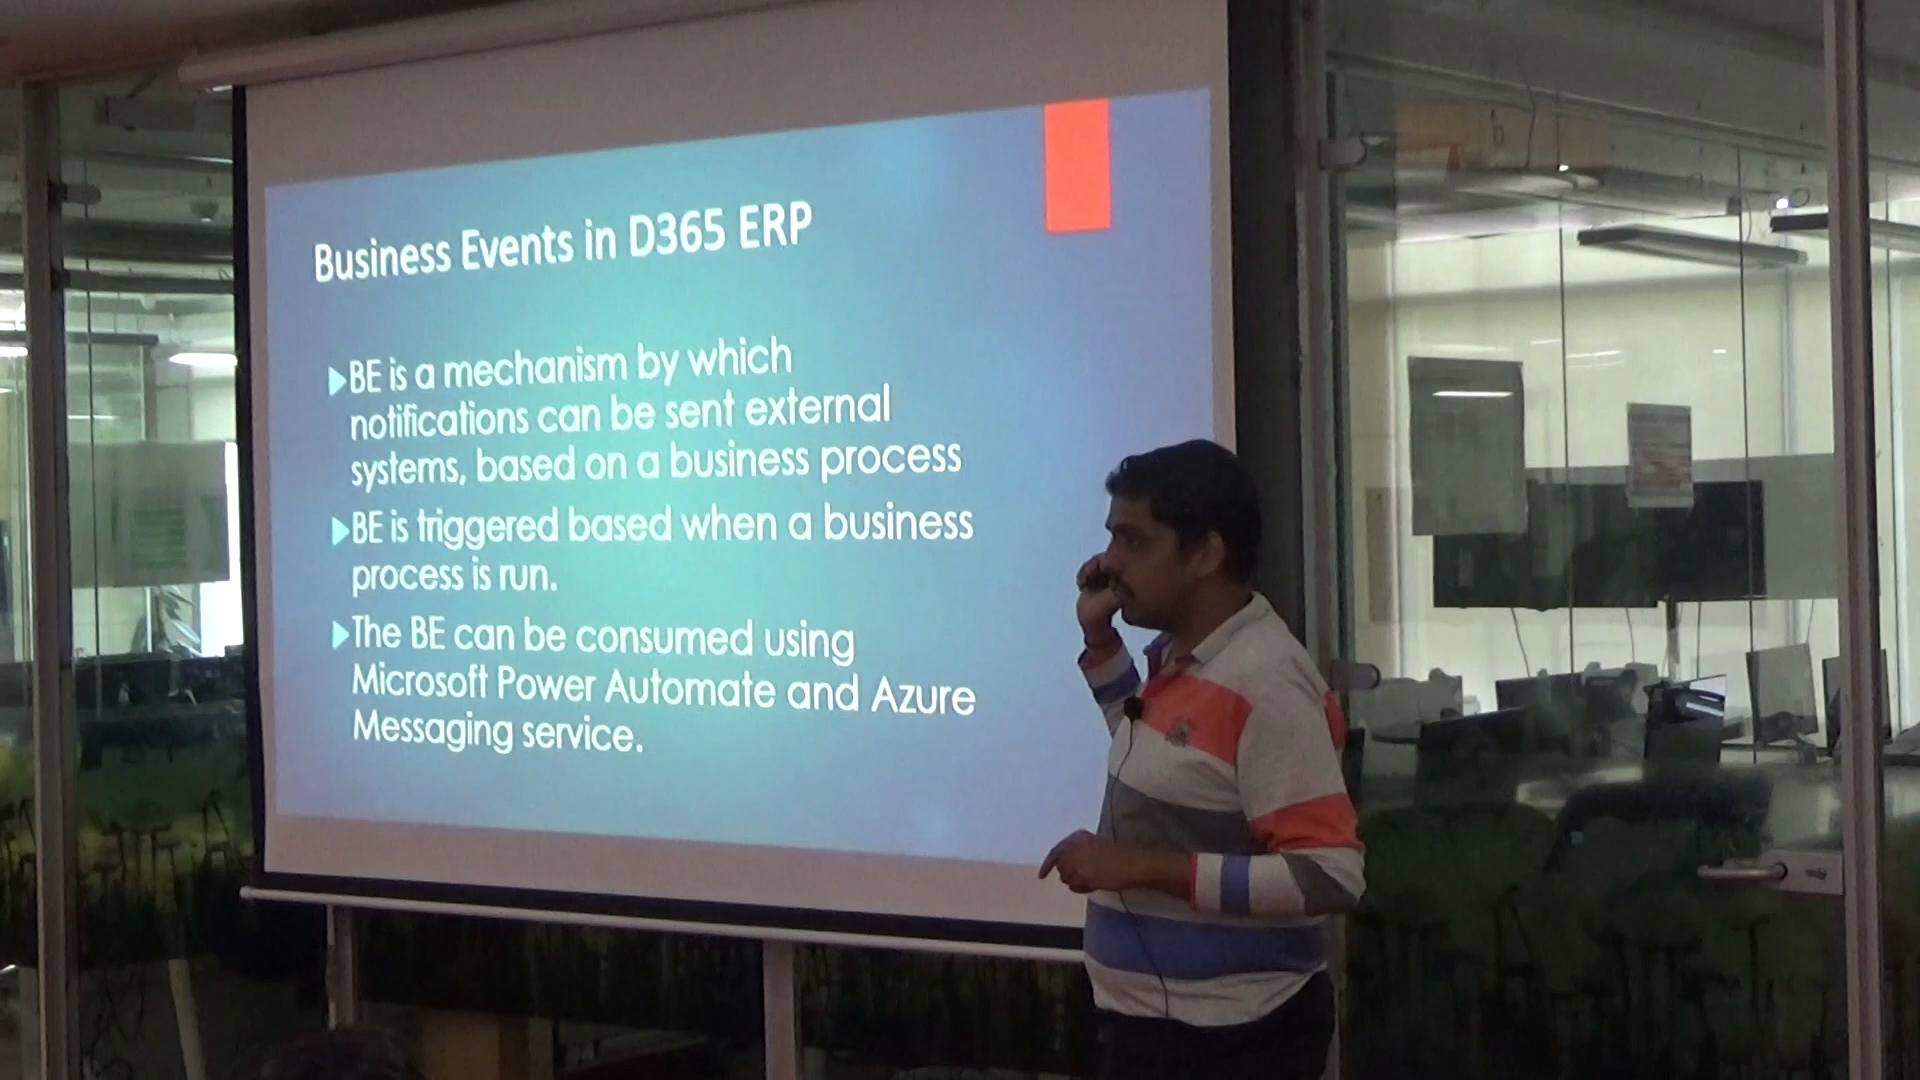 Business Events in D365 ERP
BE is a mechanism by which
notifications can be sent external
systems, based on a business process
BE is triggered based when a business
process is run.
The BE can be consumed using
Microsoft Power Automate and Azure
Messaging service.